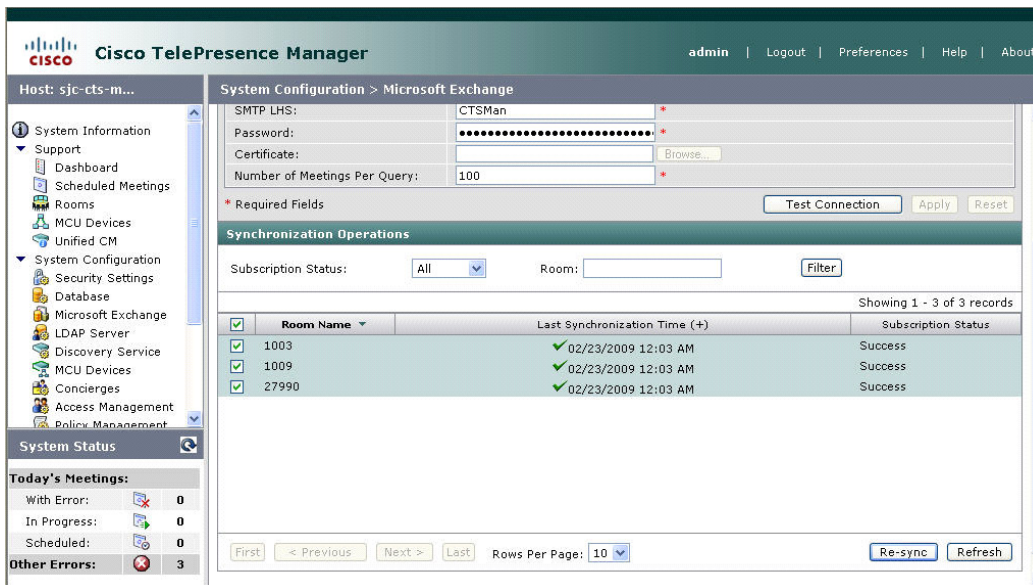 CISCO Cisco TelePresence Manager
admin | Logout | Preferences | Help | About
Host: sjc-cts-m...
System Configuration > Microsoft Exchange
System Information
Support
Dashboard
Scheduled Meetings
Rooms
MCU Devices
Unified CM
System Configuration
Security Settings
Database
Microsoft Exchange
LDAP Server
Discovery Service
MCU Devices
Concierges
Access Management
Policy Management
System Status
Today's Meetings:
With Error: 0
In Progress: 0
Scheduled: 0
Other Errors: 3
SMTP LHS: CTSMan *
Password: •••••••••••••••••••••••••••• *
Certificate: Browse...
Number of Meetings Per Query: 100 *
* Required Fields Test Connection Apply Reset
Synchronization Operations
Subscription Status: All Room: Filter
Showing 1 - 3 of 3 records
Room Name Last Synchronization Time (+) Subscription Status
1003 02/23/2009 12:03 AM Success
1009 02/23/2009 12:03 AM Success
27990 02/23/2009 12:03 AM Success
First < Previous Next > Last Rows Per Page: 10 Re-sync Refresh